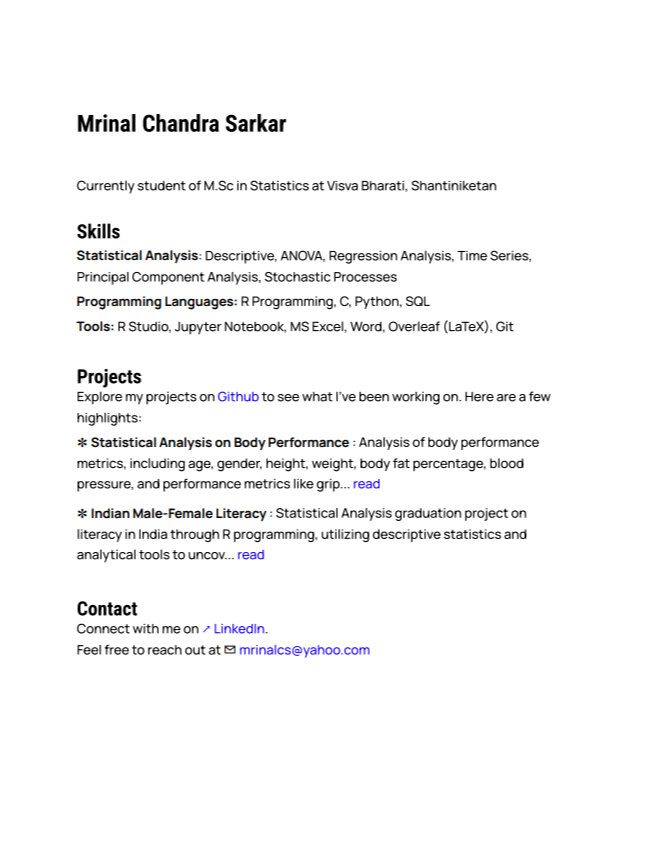 Mrinal Chandra Sarkar
Currently student of M.Sc in Statistics at Visva Bharati, Shantiniketan
Skills
Statistical Analysis: Descriptive, ANOVA, Regression Analysis, Time Series,
Principal Component Analysis, Stochastic Processes
Programming Languages: R Programming, C, Python, SQL
Tools: R Studio, Jupyter Notebook, MS Excel, Word, Overleaf (LaTeX), Git
Projects
Explore my projects on Github to see what I've been working on. Here are a few
highlights:
✻ Statistical Analysis on Body Performance : Analysis of body performance
metrics, including age, gender, height, weight, body fat percentage, blood
pressure, and performance metrics like grip... read
✻ Indian Male-Female Literacy : Statistical Analysis graduation project on
literacy in India through R programming, utilizing descriptive statistics and
analytical tools to uncov... read
Contact
Connect with me on ↗ LinkedIn.
Feel free to reach out at ✉ mrinalcs@yahoo.com